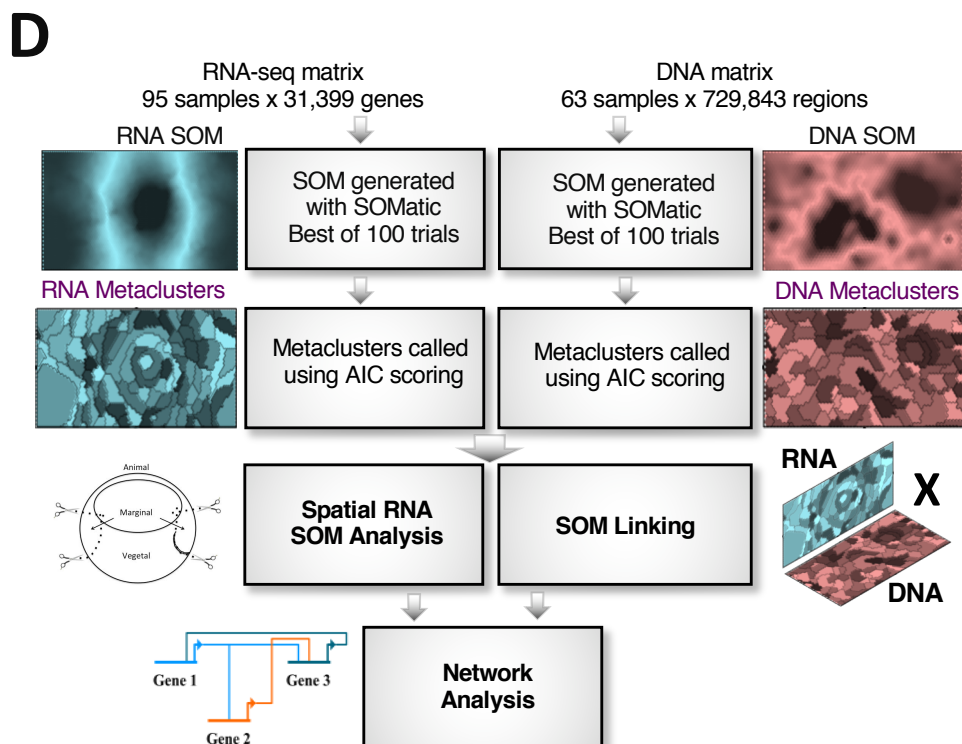 D
RNA-seq matrix
95 samples x 31,399 genes
DNA matrix
63 samples x 729,843 regions
RNA SOM
DNA SOM
SOM generated
with SOMatic
Best of 100 trials
SOM generated
with SOMatic
Best of 100 trials
RNA Metaclusters
DNA Metaclusters
Metaclusters called
using AIC scoring
Metaclusters called
using AIC scoring
Animal
Marginal
Vegetal
Spatial RNA
SOM Analysis
SOM Linking
RNA
X
DNA
Gene 1
Gene 3
Gene 2
Network
Analysis